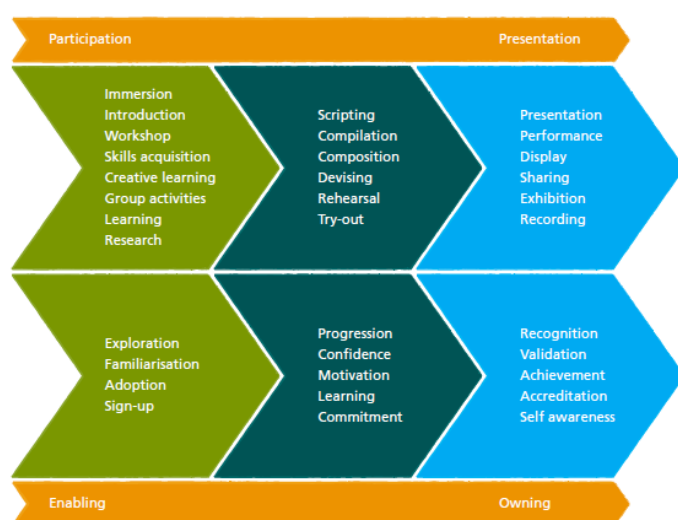 Participation
Presentation
Immersion
Introduction
Workshop
Skills acquisition
Creative learning
Group activities
Learning
Research
Scripting
Compilation
Composition
Devising
Rehearsal
Try-out
Presentation
Performance
Display
Sharing
Exhibition
Recording
Exploration
Familiarisation
Adoption
Sign-up
Progression
Confidence
Motivation
Learning
Commitment
Recognition
Validation
Achievement
Accreditation
Self awareness
Enabling
Owning